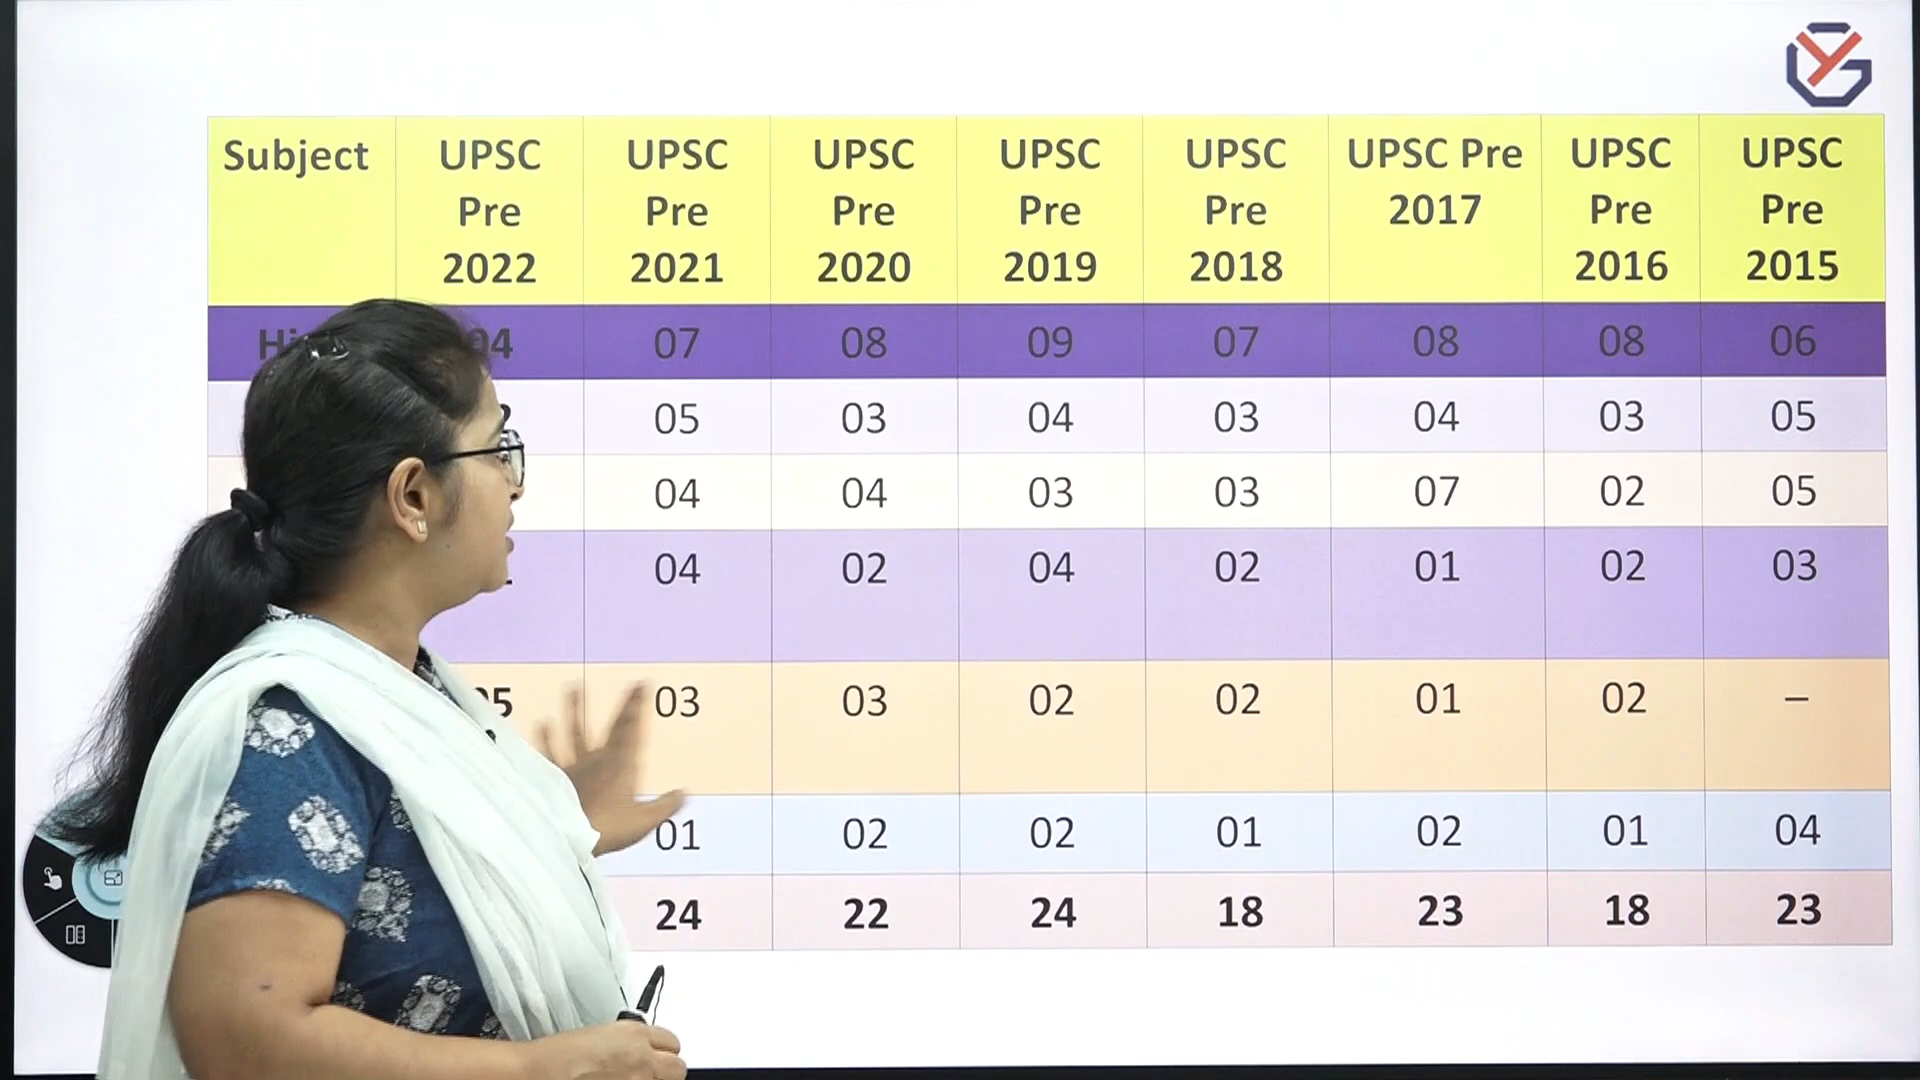 Subject UPSC Pre 2022 UPSC Pre 2021 UPSC Pre 2020 UPSC Pre 2019 UPSC Pre 2018 UPSC Pre 2017 UPSC Pre 2016 UPSC Pre 2015
04 07 08 09 07 08 08 06
05 03 04 03 04 03 05
04 04 03 03 07 02 05
04 02 04 02 01 02 03
05 03 03 02 02 01 02 –
01 02 02 01 02 01 04
24 22 24 18 23 18 23